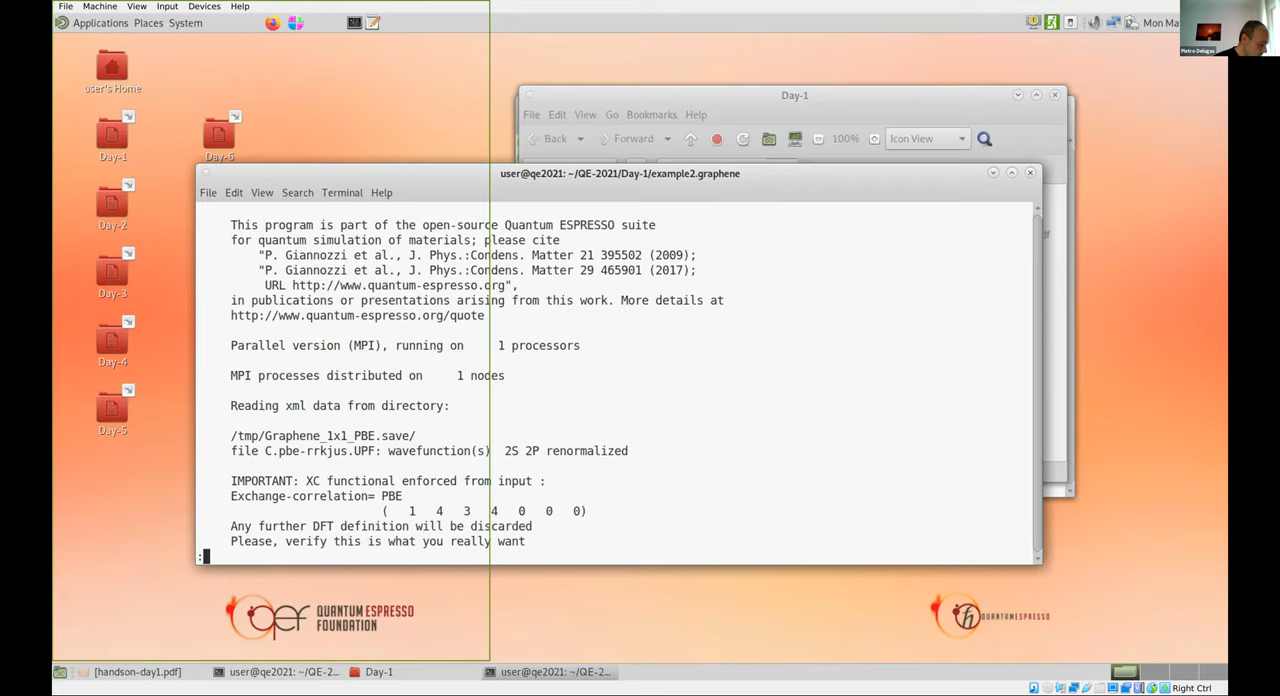 File Machine View Input Devices Help
Applications Places System
Mon Ma
Pietro Delugas
user's Home
Day-1
Day-6
Day-2
Day-3
Day-4
Day-5
Day-1
File Edit View Go Bookmarks Help
Back Forward 100% Icon View
df
user@qe2021: ~/QE-2021/Day-1/example2.graphene
File Edit View Search Terminal Help
This program is part of the open-source Quantum ESPRESSO suite
for quantum simulation of materials; please cite
"P. Giannozzi et al., J. Phys.:Condens. Matter 21 395502 (2009);
"P. Giannozzi et al., J. Phys.:Condens. Matter 29 465901 (2017);
URL http://www.quantum-espresso.org",
in publications or presentations arising from this work. More details at
http://www.quantum-espresso.org/quote
Parallel version (MPI), running on 1 processors
MPI processes distributed on 1 nodes
Reading xml data from directory:
/tmp/Graphene_1x1_PBE.save/
file C.pbe-rrkjus.UPF: wavefunction(s) 2S 2P renormalized
IMPORTANT: XC functional enforced from input :
Exchange-correlation= PBE
( 1 4 3 4 0 0 0)
Any further DFT definition will be discarded
Please, verify this is what you really want
:
QUANTUM ESPRESSO
FOUNDATION
QUANTUMESPRESSO
[handson-day1.pdf] user@qe2021: ~/QE-2... Day-1 user@qe2021: ~/QE-2...
Right Ctrl